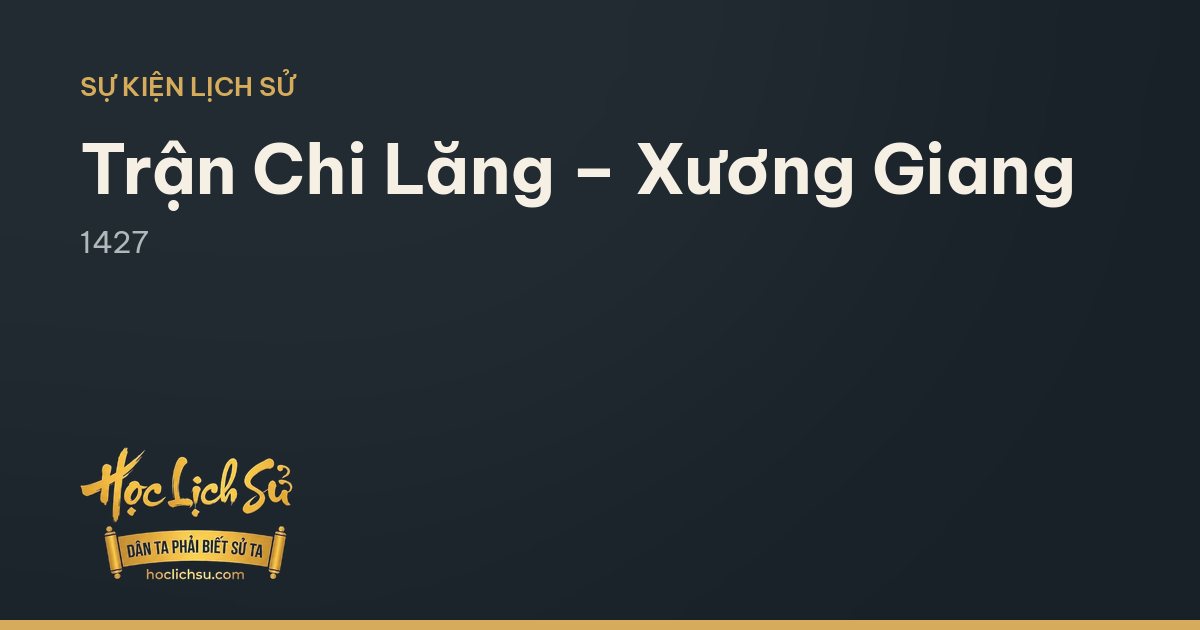 SỰ KIỆN LỊCH SỬ
Trận Chi Lăng – Xương Giang
1427
Học Lịch Sử
DÂN TA PHẢI BIẾT SỬ TA
hoclichsu.com